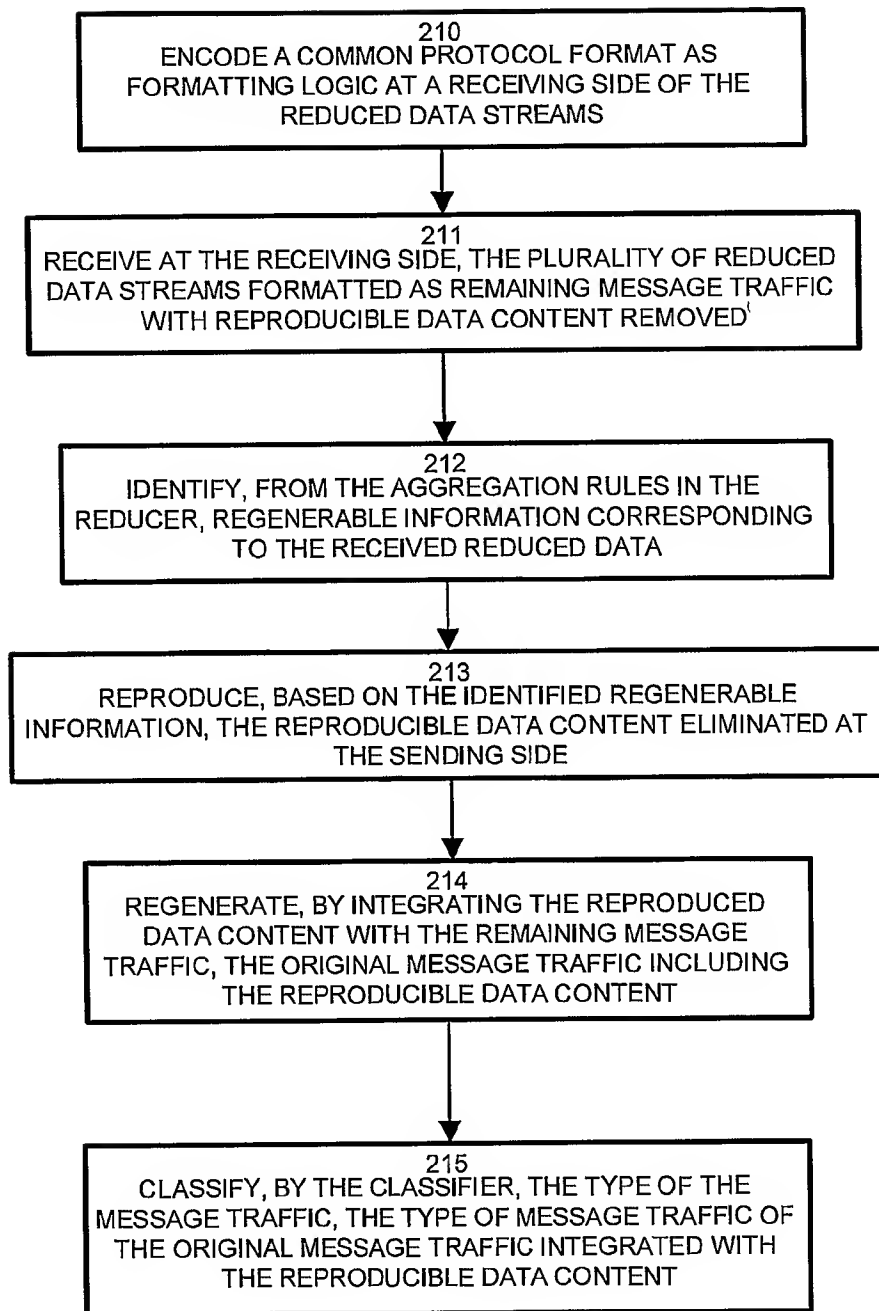 210
ENCODE A COMMON PROTOCOL FORMAT AS
FORMATTING LOGIC AT A RECEIVING SIDE OF THE
REDUCED DATA STREAMS
211
RECEIVE AT THE RECEIVING SIDE, THE PLURALITY OF REDUCED
DATA STREAMS FORMATTED AS REMAINING MESSAGE TRAFFIC
WITH REPRODUCIBLE DATA CONTENT REMOVED
212
IDENTIFY, FROM THE AGGREGATION RULES IN THE
REDUCER, REGENERABLE INFORMATION CORRESPONDING
TO THE RECEIVED REDUCED DATA
213
REPRODUCE, BASED ON THE IDENTIFIED REGENERABLE
INFORMATION, THE REPRODUCIBLE DATA CONTENT ELIMINATED AT
THE SENDING SIDE
214
REGENERATE, BY INTEGRATING THE REPRODUCED
DATA CONTENT WITH THE REMAINING MESSAGE
TRAFFIC, THE ORIGINAL MESSAGE TRAFFIC INCLUDING
THE REPRODUCIBLE DATA CONTENT
215
CLASSIFY, BY THE CLASSIFIER, THE TYPE OF THE
MESSAGE TRAFFIC, THE TYPE OF MESSAGE TRAFFIC OF
THE ORIGINAL MESSAGE TRAFFIC INTEGRATED WITH
THE REPRODUCIBLE DATA CONTENT